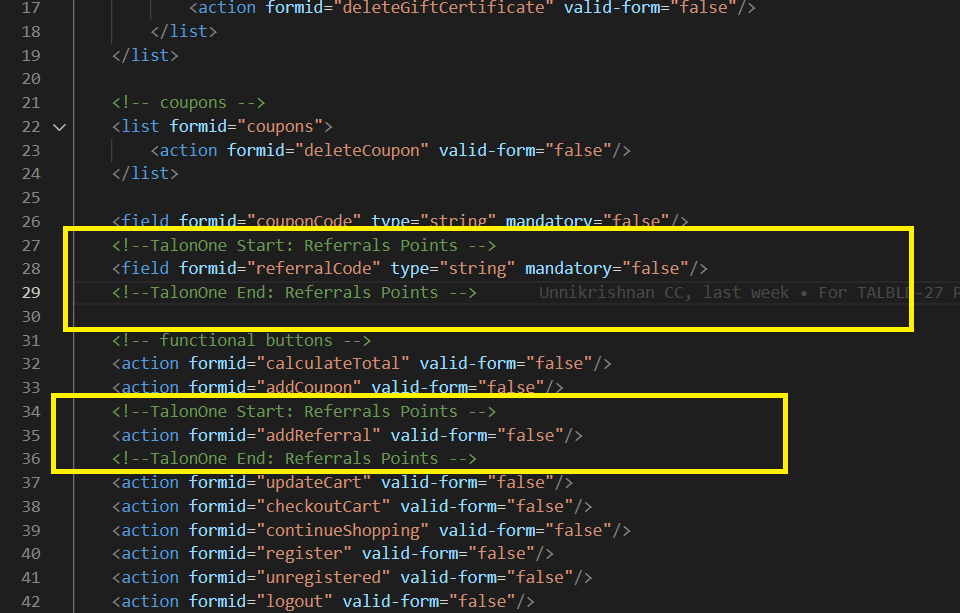 17 <action formid="deleteGiftCertificate" valid-form="false"/>
18 </list>
19 </list>
20
21 <!-- coupons -->
22 <list formid="coupons">
23 <action formid="deleteCoupon" valid-form="false"/>
24 </list>
25
26 <field formid="couponCode" type="string" mandatory="false"/>
27 <!--TalonOne Start: Referrals Points -->
28 <field formid="referralCode" type="string" mandatory="false"/>
29 <!--TalonOne End: Referrals Points --> Unnikrishnan CC, last week • For TALBLD-27 P
30
31 <!-- functional buttons -->
32 <action formid="calculateTotal" valid-form="false"/>
33 <action formid="addCoupon" valid-form="false"/>
34 <!--TalonOne Start: Referrals Points -->
35 <action formid="addReferral" valid-form="false"/>
36 <!--TalonOne End: Referrals Points -->
37 <action formid="updateCart" valid-form="false"/>
38 <action formid="checkoutCart" valid-form="false"/>
39 <action formid="continueShopping" valid-form="false"/>
40 <action formid="register" valid-form="false"/>
41 <action formid="unregistered" valid-form="false"/>
42 <action formid="logout" valid-form="false"/>